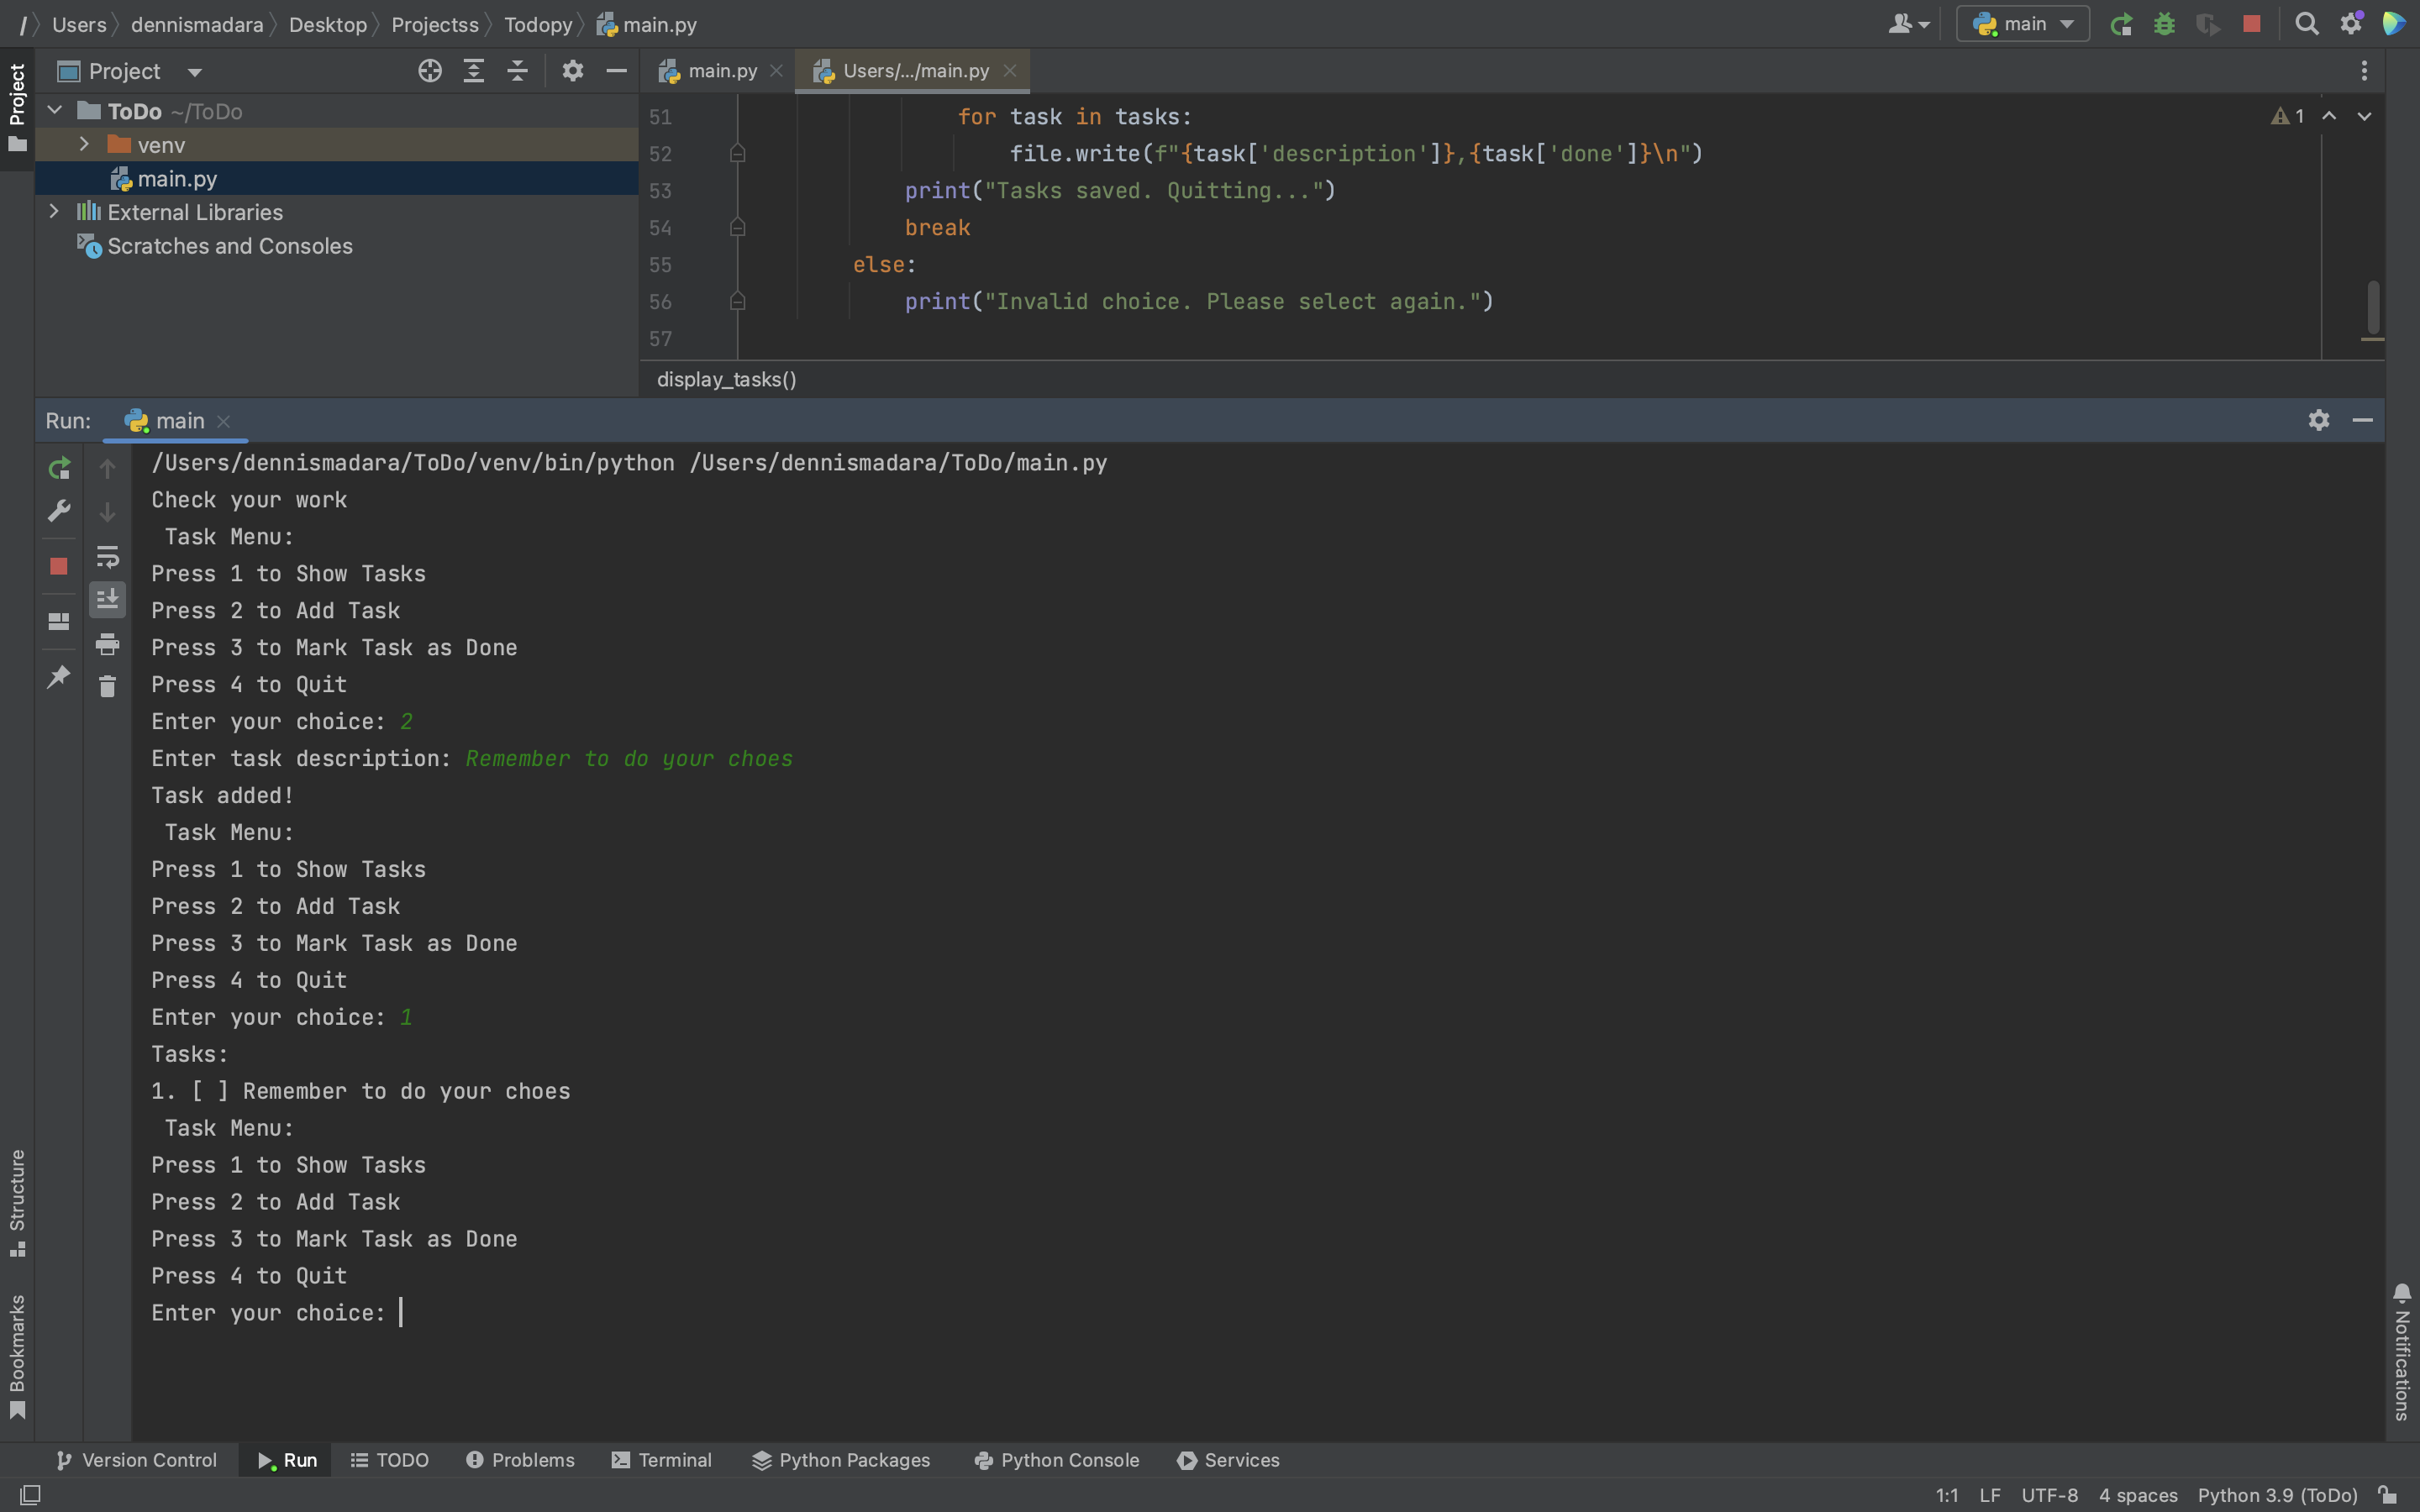 / Users dennismadara Desktop Projectss Todopy main.py
main
Project
Project
main.py
Users/.../main.py
ToDo ~/ToDo
venv
main.py
External Libraries
Scratches and Consoles
51 for task in tasks:
52 file.write(f"{task['description']},{task['done']}\n")
53 print("Tasks saved. Quitting...")
54 break
55 else:
56 print("Invalid choice. Please select again.")
57
1
display_tasks()
Run: main
/Users/dennismadara/ToDo/venv/bin/python /Users/dennismadara/ToDo/main.py
Check your work
Task Menu:
Press 1 to Show Tasks
Press 2 to Add Task
Press 3 to Mark Task as Done
Press 4 to Quit
Enter your choice: 2
Enter task description: Remember to do your choes
Task added!
Task Menu:
Press 1 to Show Tasks
Press 2 to Add Task
Press 3 to Mark Task as Done
Press 4 to Quit
Enter your choice: 1
Tasks:
1. [ ] Remember to do your choes
Task Menu:
Press 1 to Show Tasks
Press 2 to Add Task
Press 3 to Mark Task as Done
Press 4 to Quit
Enter your choice:
Structure
Bookmarks
Notifications
Version Control Run TODO Problems Terminal Python Packages Python Console Services
1:1 LF UTF-8 4 spaces Python 3.9 (ToDo)